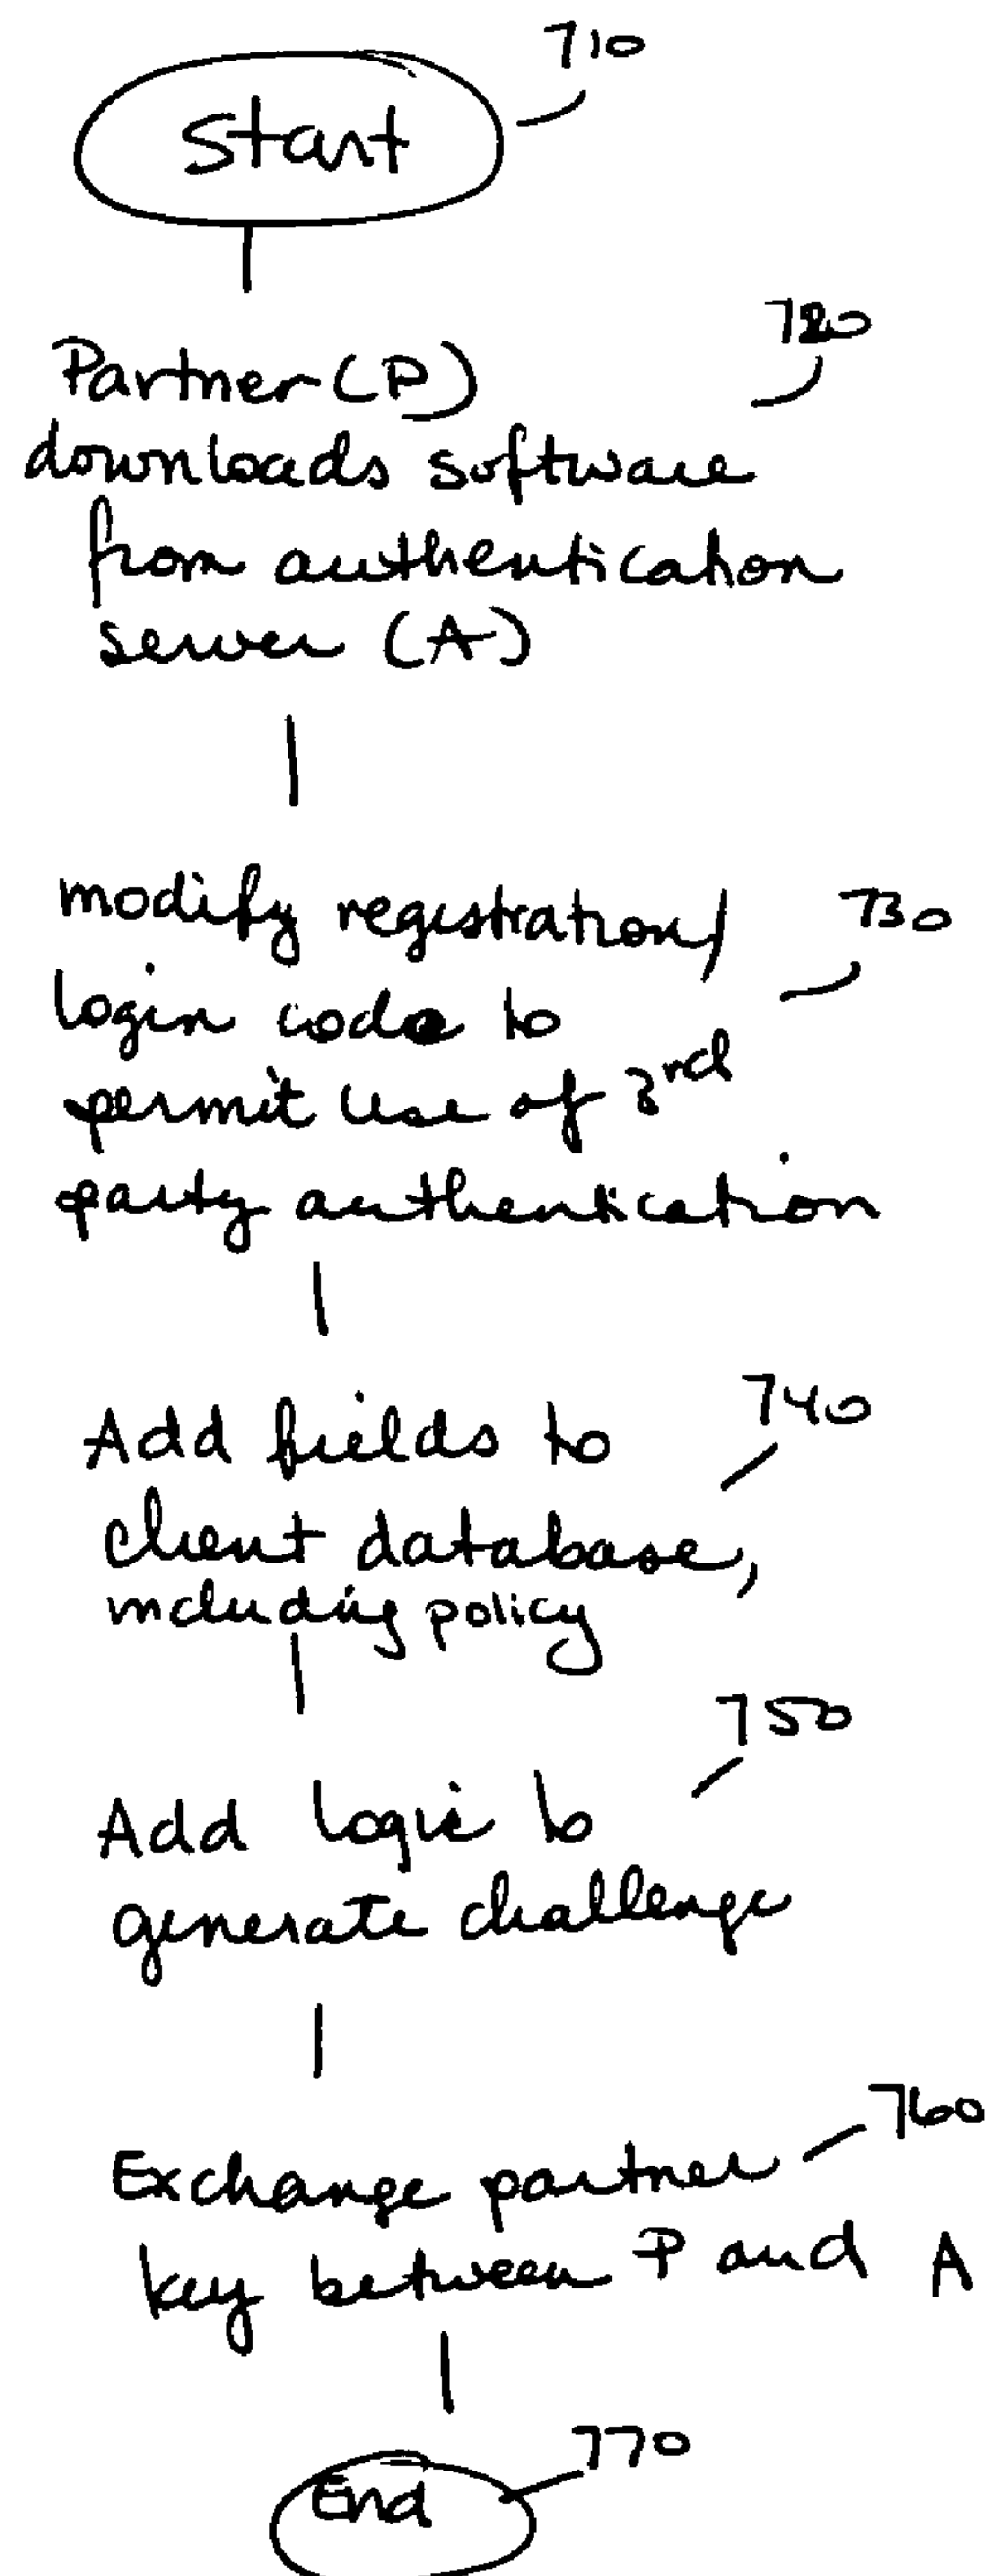 710
Start
720
Partner (P)
downloads software
from authentication
server (A)
modify registration/
730
login code to
permit use of 3rd
party authentication
740
Add fields to
client database,
including policy
750
Add logic to
generate challenge
760
Exchange partner
key between P and A
770
End